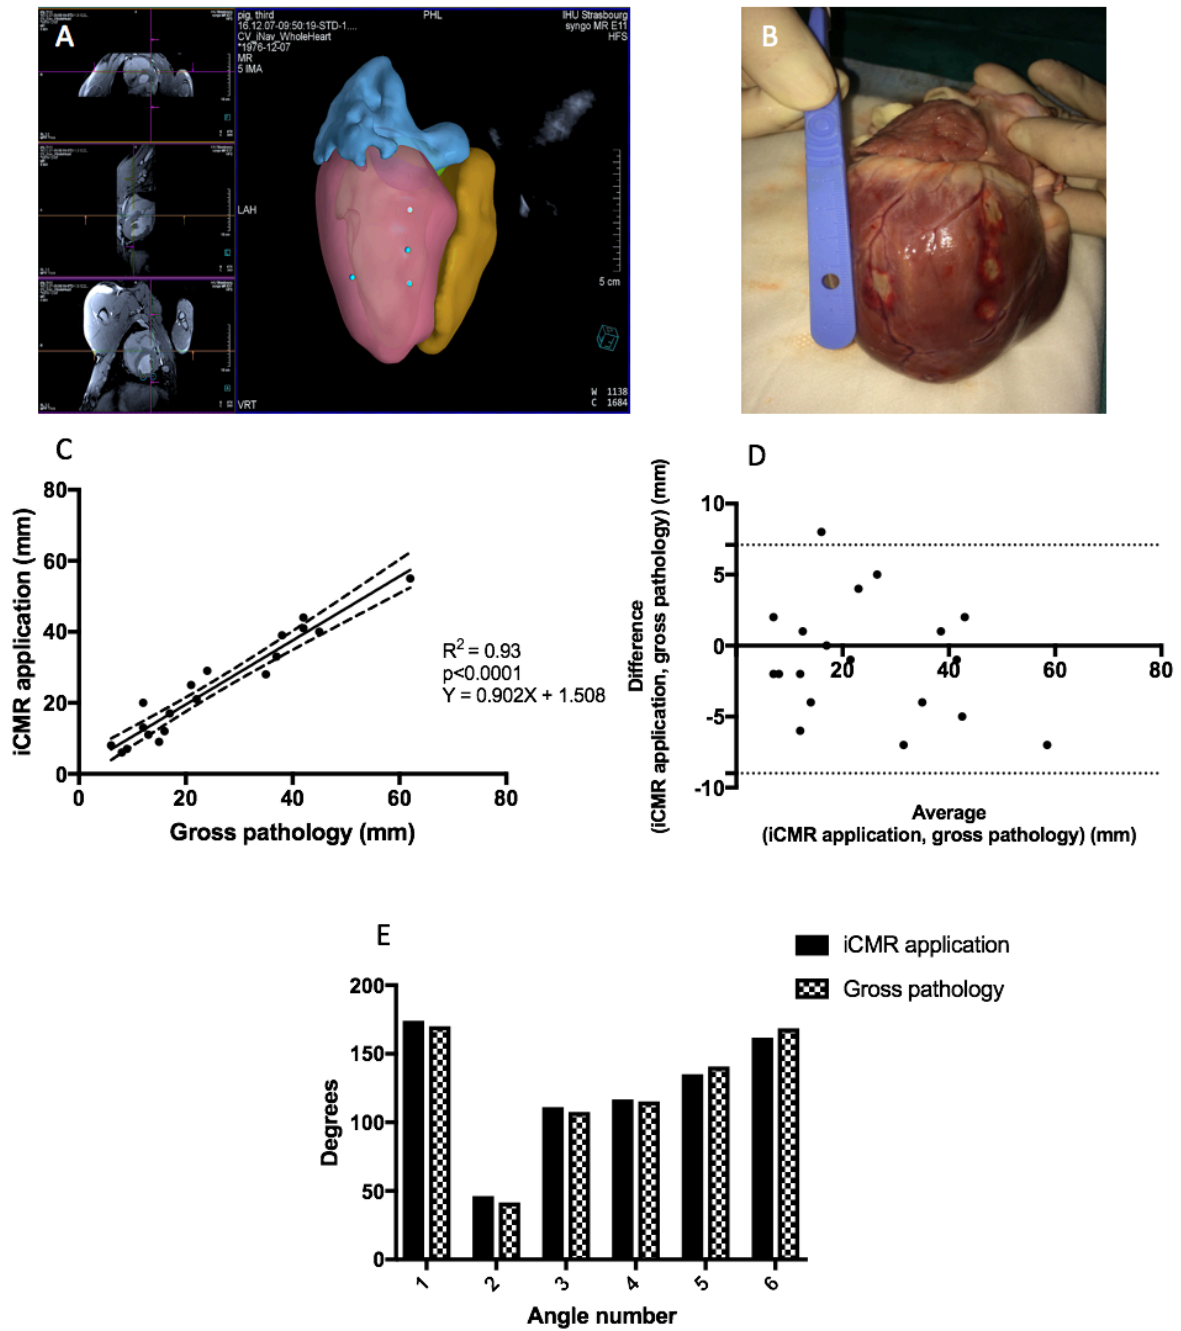 A
pig, third
16.12.07-09:50:19-STD-1....
CV_iNav_WholeHeart
*1976-12-07
MR
5 IMA
PHL
IHU Strasbourg
syngo MR E11
HFS
LAH
5 cm
VRT
W 1138
C 1684
B
C
80
60
40
20
0
0 20 40 60 80
iCMR application (mm)
Gross pathology (mm)
R2 = 0.93
p<0.0001
Y = 0.902X + 1.508
D
10
5
0
-5
-10
20 40 60 80
Difference
(iCMR application, gross pathology) (mm)
Average
(iCMR application, gross pathology) (mm)
E
iCMR application
Gross pathology
200
150
100
50
0
Degrees
1 2 3 4 5 6
Angle number